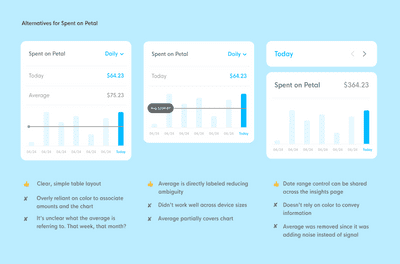 Alternatives for Spent on Petal
Spent on Petal
Daily
Today
$64.23
Average
$75.23
Today
Clear, simple table layout
Overly reliant on color to associate
amounts and the chart
It's unclear what the average is
referring to. That week, that month?
Spent on Petal
Daily
Today
$64.23
Today
Average is directly labeled reducing
ambiguity
Didn't work well across device sizes
Average partially covers chart
Today
Spent on Petal
$364.23
Today
Date range control can be shared
across the insights page
Doesn't rely on color to convey
information
Average was removed since it was
adding noise instead of signal